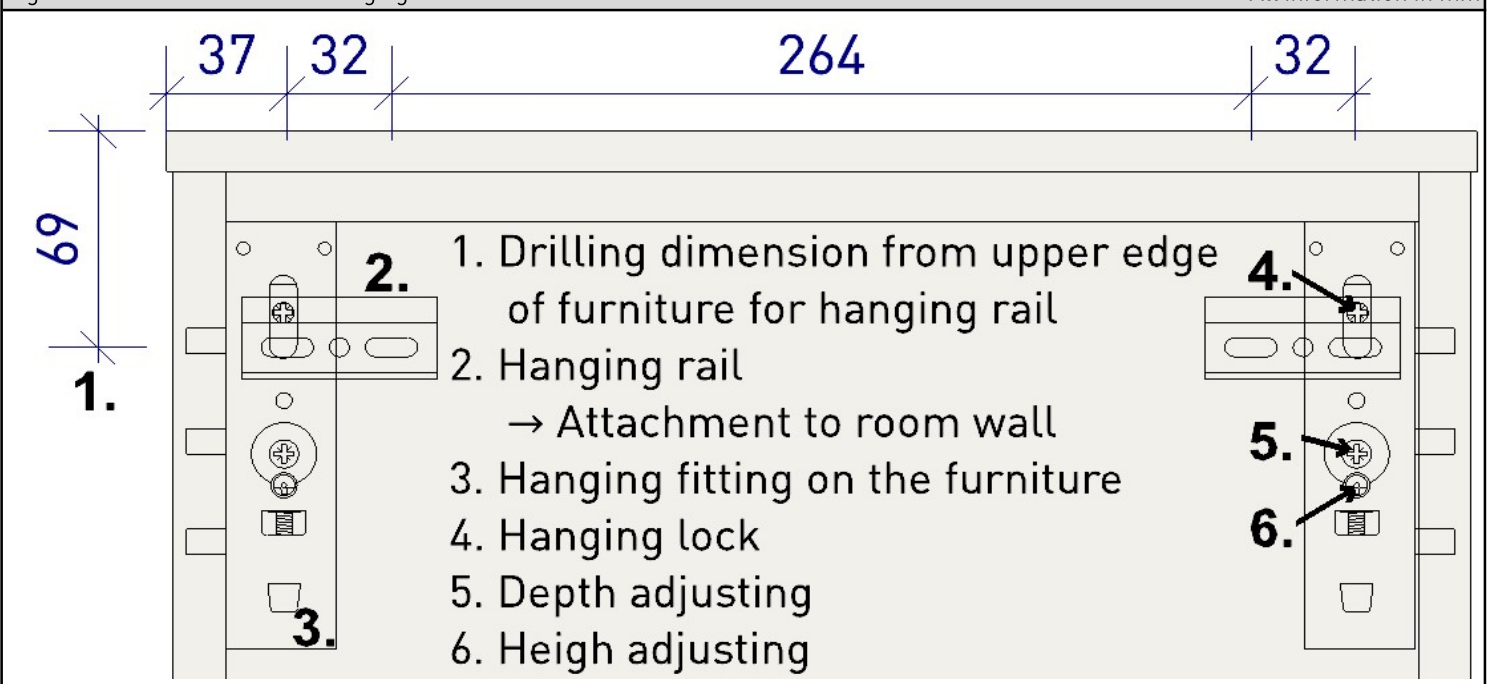 37 32 264 32
69
1. Drilling dimension from upper edge
of furniture for hanging rail
2. Hanging rail
→ Attachment to room wall
3. Hanging fitting on the furniture
4. Hanging lock
5. Depth adjusting
6. Heigh adjusting
1.
2.
3.
4.
5.
6.